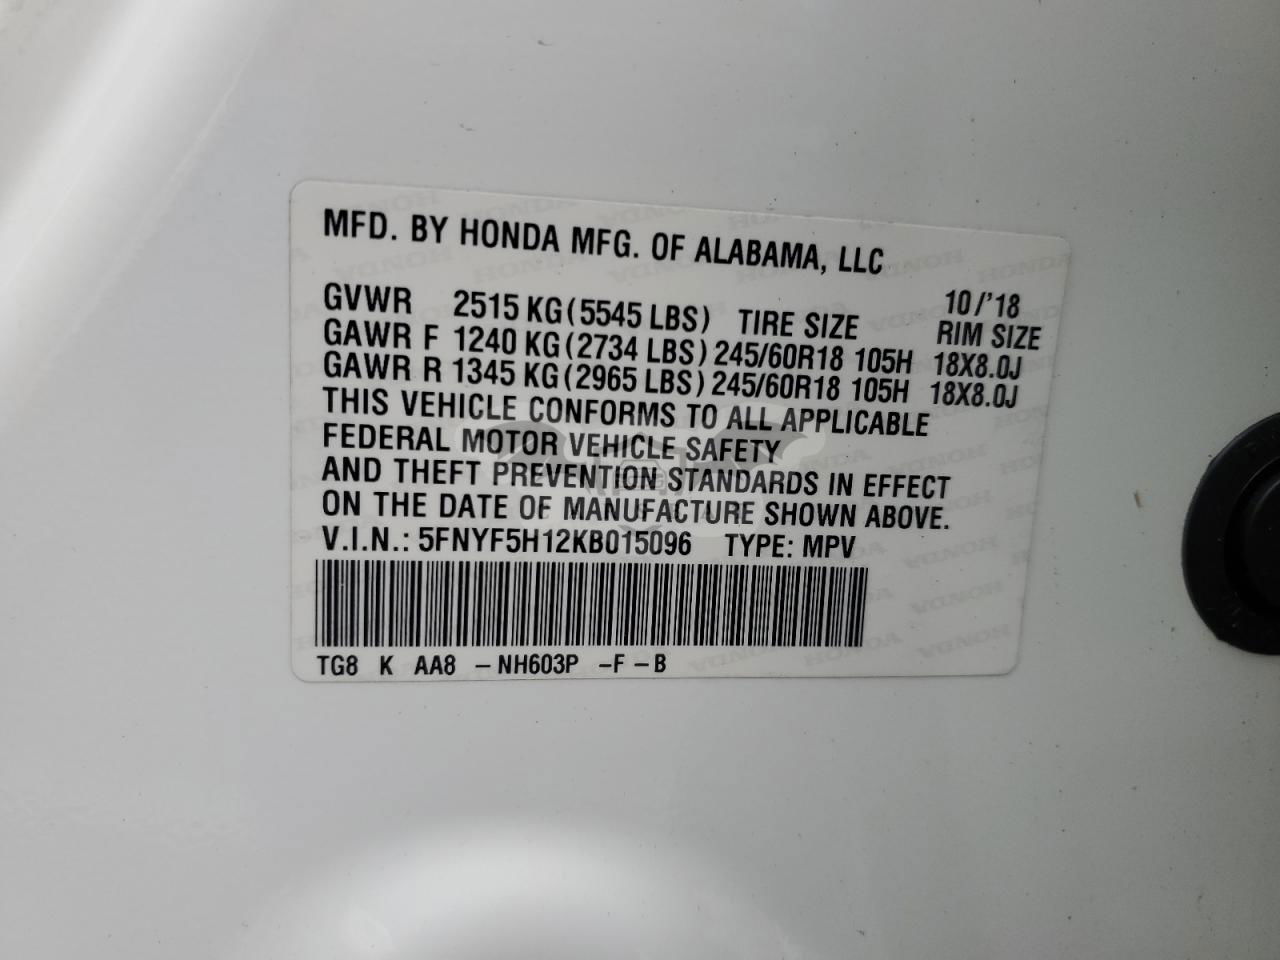 MFD. BY HONDA MFG. OF ALABAMA, LLC
10/'18
GVWR 2515 KG (5545 LBS) TIRE SIZE RIM SIZE
GAWR F 1240 KG (2734 LBS) 245/60R18 105H 18X8.0J
GAWR R 1345 KG (2965 LBS) 245/60R18 105H 18X8.0J
THIS VEHICLE CONFORMS TO ALL APPLICABLE
FEDERAL MOTOR VEHICLE SAFETY
AND THEFT PREVENTION STANDARDS IN EFFECT
ON THE DATE OF MANUFACTURE SHOWN ABOVE.
V.I.N.: 5FNYF5H12KB015096 TYPE: MPV
TG8 K AA8 -NH603P -F -B